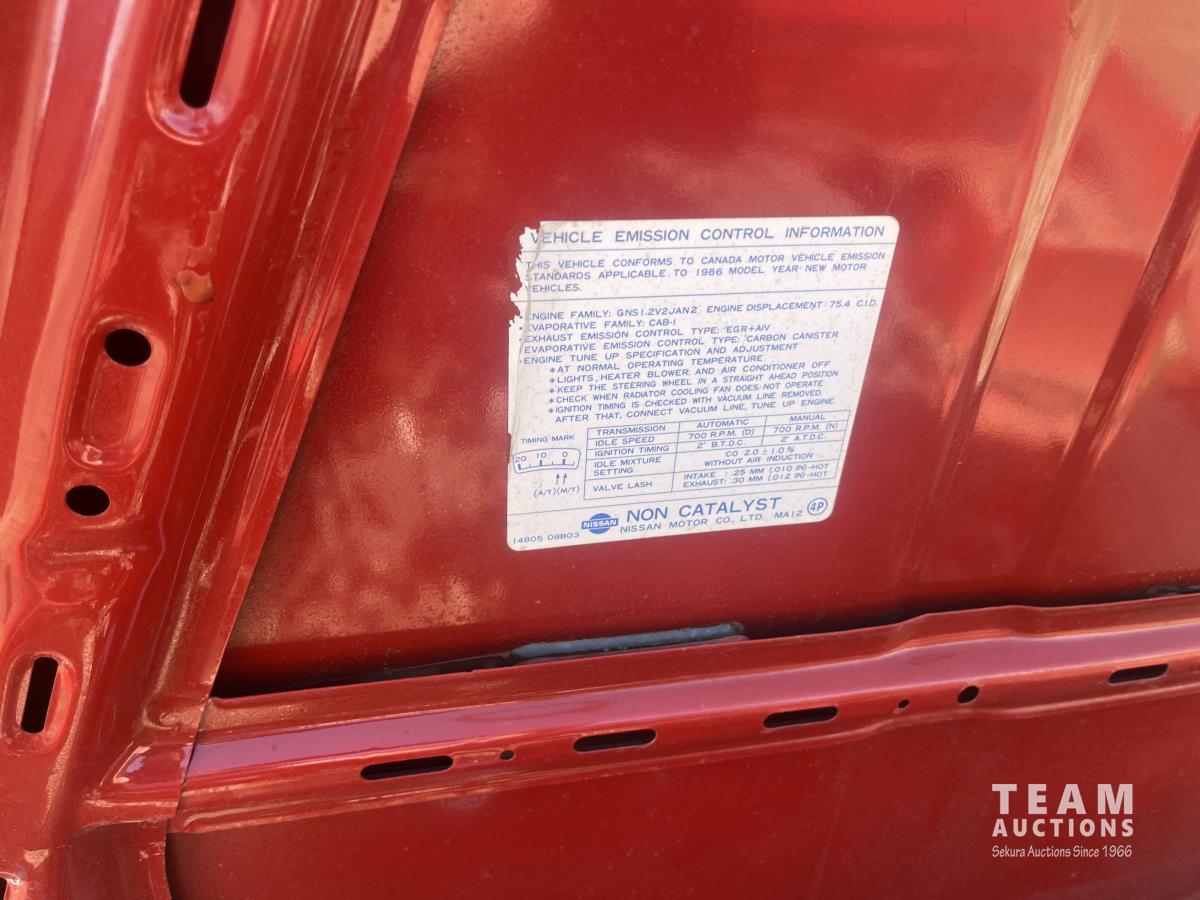 VEHICLE EMISSION CONTROL INFORMATION
THIS VEHICLE CONFORMS TO CANADA MOTOR VEHICLE EMISSION
STANDARDS APPLICABLE TO 1986 MODEL YEAR NEW MOTOR
VEHICLES.
ENGINE FAMILY: GNS1.2V2JAN2 ENGINE DISPLACEMENT: 75.4 C.I.D.
EVAPORATIVE FAMILY: CAB-1
EXHAUST EMISSION CONTROL TYPE: EGR+AIV
EVAPORATIVE EMISSION CONTROL TYPE: CARBON CANISTER
ENGINE TUNE UP SPECIFICATION AND ADJUSTMENT
*AT NORMAL OPERATING TEMPERATURE
*LIGHTS, HEATER BLOWER, AND AIR CONDITIONER OFF
*KEEP THE STEERING WHEEL IN A STRAIGHT AHEAD POSITION
*CHECK WHEN RADIATOR COOLING FAN DOES NOT OPERATE
*IGNITION TIMING IS CHECKED WITH VACUUM LINE REMOVED.
AFTER THAT, CONNECT VACUUM LINE, TUNE UP ENGINE.
TIMING MARK
20 10 0
(A/T) (M/T)
TRANSMISSION AUTOMATIC MANUAL
IDLE SPEED 700 R.P.M. (D) 700 R.P.M. (N)
IGNITION TIMING 2° B.T.D.C. 2° A.T.D.C.
IDLE MIXTURE SETTING CO 2.0 ± 1.0 % WITHOUT AIR INDUCTION
VALVE LASH INTAKE : .25 MM (.010 IN)-HOT
EXHAUST: .30 MM (.012 IN)-HOT
NISSAN NON CATALYST 4P
NISSAN MOTOR CO., LTD. MA12
14805 08B03
TEAM
AUCTIONS
Sekura Auctions Since 1966